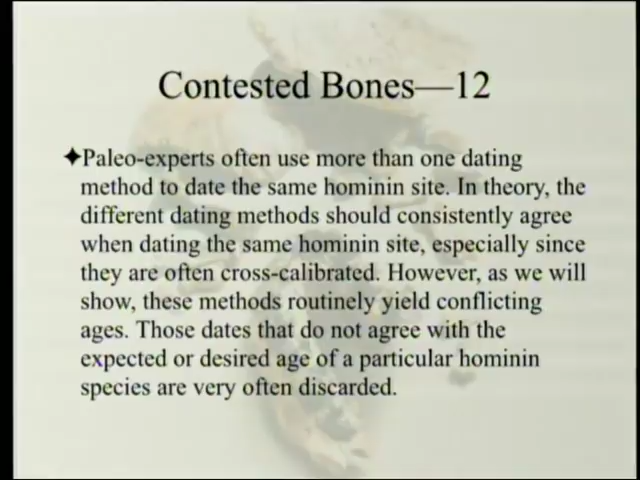 Contested Bones—12
✦Paleo-experts often use more than one dating
method to date the same hominin site. In theory, the
different dating methods should consistently agree
when dating the same hominin site, especially since
they are often cross-calibrated. However, as we will
show, these methods routinely yield conflicting
ages. Those dates that do not agree with the
expected or desired age of a particular hominin
species are very often discarded.